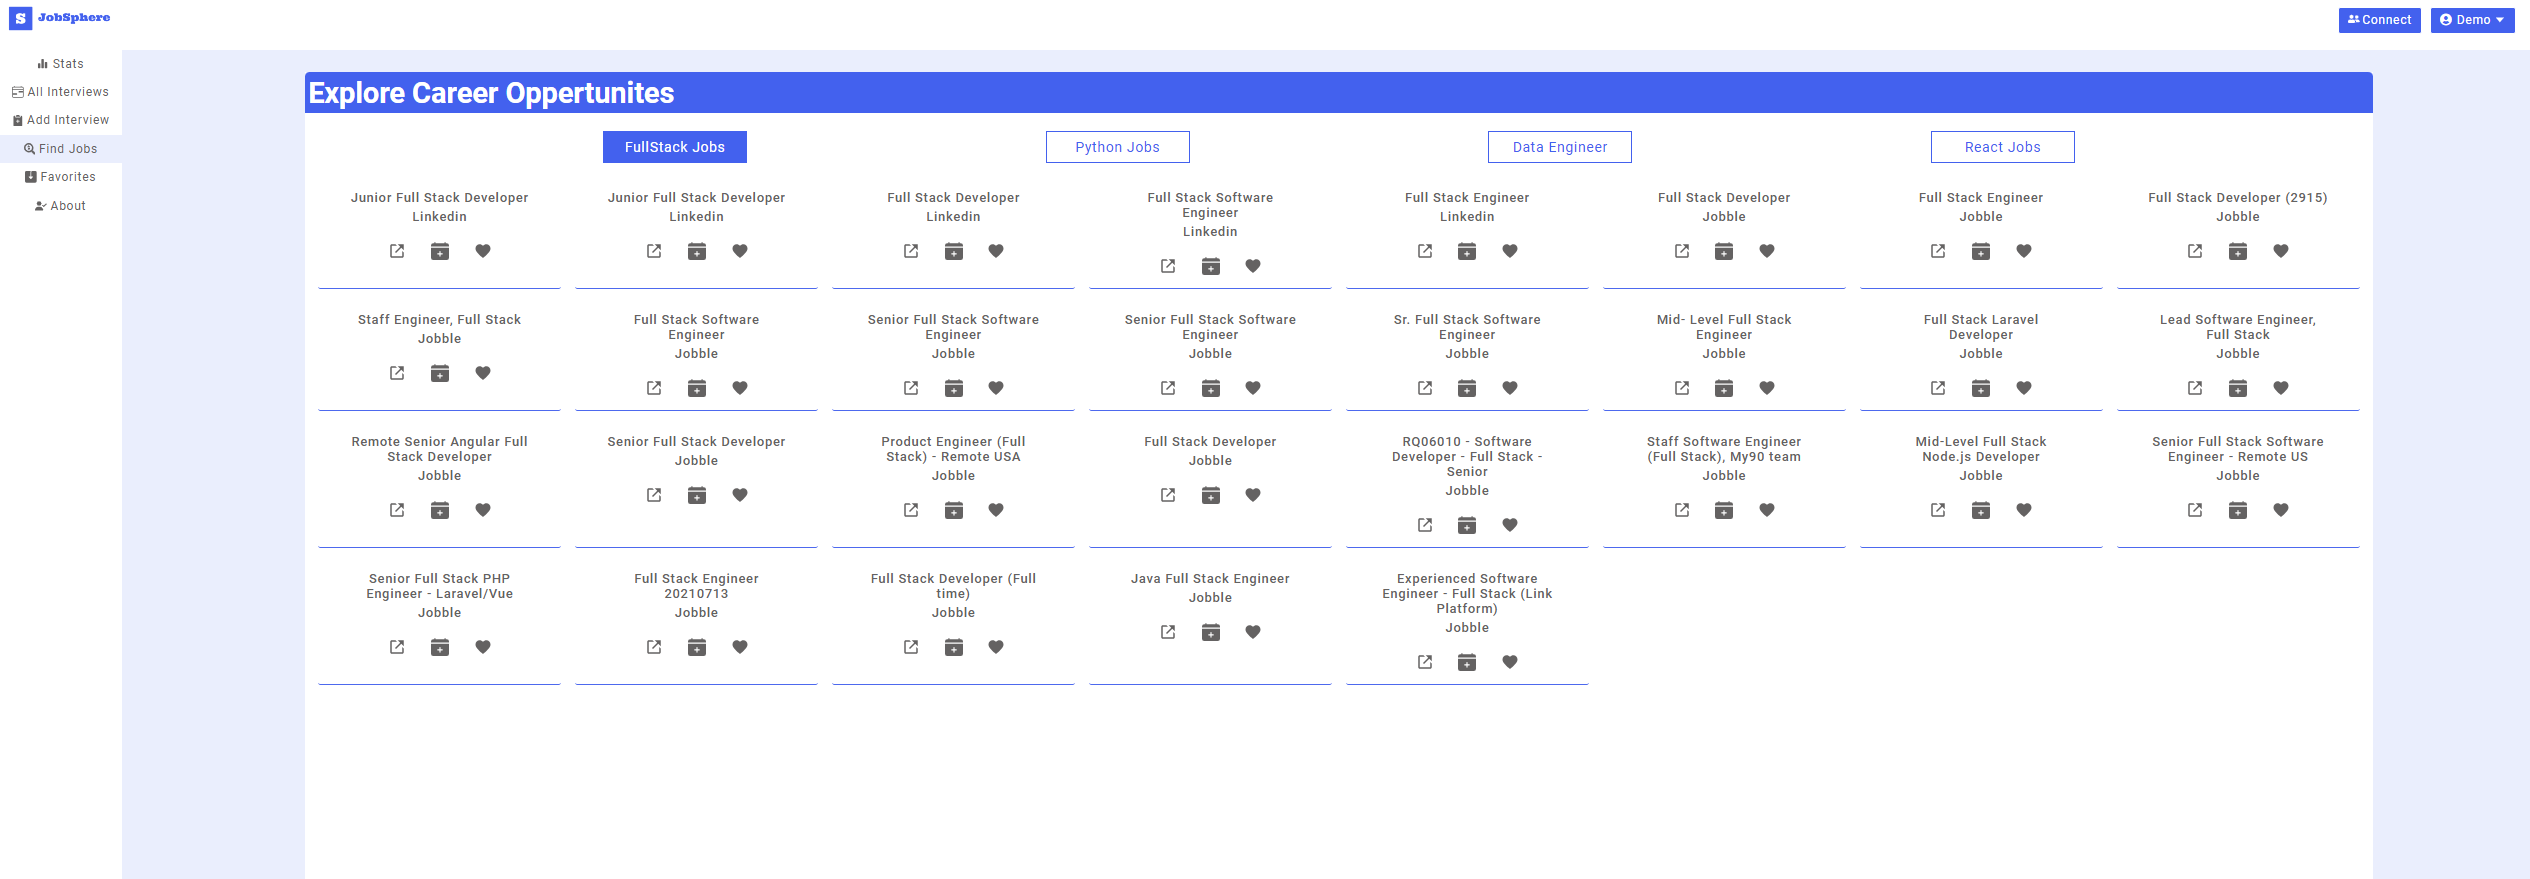 S JobSphere
Connect
Demo
Stats
All Interviews
Add Interview
Find Jobs
Favorites
About
Explore Career Oppertunites
FullStack Jobs
Python Jobs
Data Engineer
React Jobs
Junior Full Stack Developer
Linkedin
Junior Full Stack Developer
Linkedin
Full Stack Developer
Linkedin
Full Stack Software
Engineer
Linkedin
Full Stack Engineer
Linkedin
Full Stack Developer
Jobble
Full Stack Engineer
Jobble
Full Stack Developer (2915)
Jobble
Staff Engineer, Full Stack
Jobble
Full Stack Software
Engineer
Jobble
Senior Full Stack Software
Engineer
Jobble
Senior Full Stack Software
Engineer
Jobble
Sr. Full Stack Software
Engineer
Jobble
Mid- Level Full Stack
Engineer
Jobble
Full Stack Laravel
Developer
Jobble
Lead Software Engineer,
Full Stack
Jobble
Remote Senior Angular Full
Stack Developer
Jobble
Senior Full Stack Developer
Jobble
Product Engineer (Full
Stack) - Remote USA
Jobble
Full Stack Developer
Jobble
RQ06010 - Software
Developer - Full Stack -
Senior
Jobble
Staff Software Engineer
(Full Stack), My90 team
Jobble
Mid-Level Full Stack
Node.js Developer
Jobble
Senior Full Stack Software
Engineer - Remote US
Jobble
Senior Full Stack PHP
Engineer - Laravel/Vue
Jobble
Full Stack Engineer
20210713
Jobble
Full Stack Developer (Full
time)
Jobble
Java Full Stack Engineer
Jobble
Experienced Software
Engineer - Full Stack (Link
Platform)
Jobble